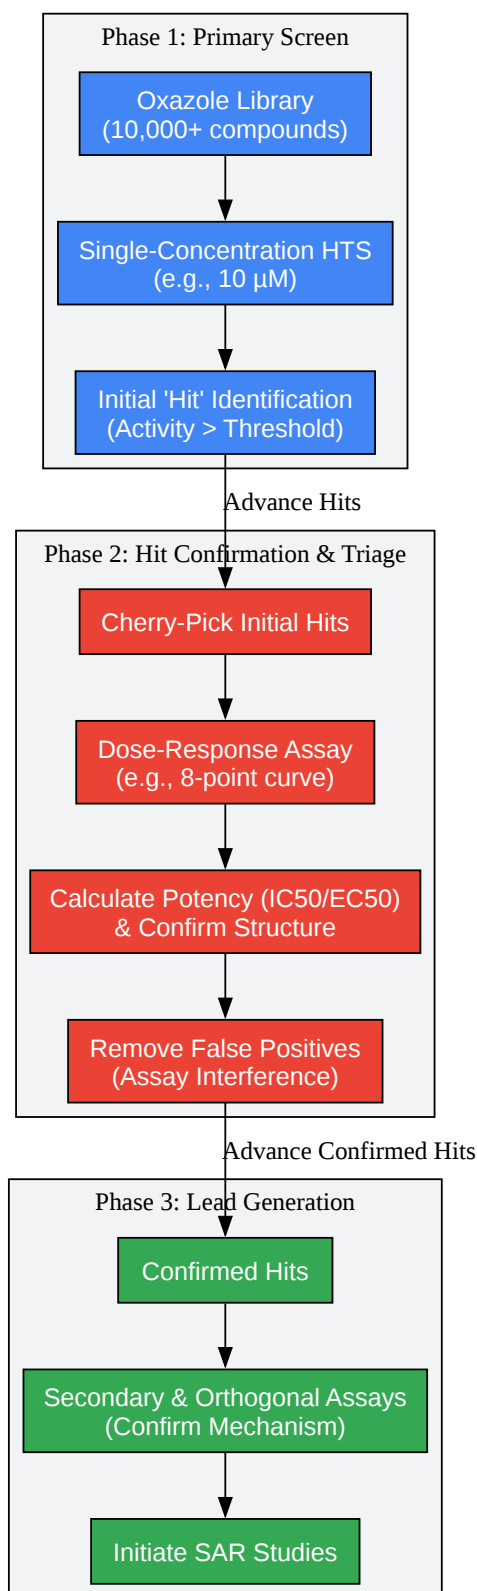 Phase 1: Primary Screen
Oxazole Library
(10,000+ compounds)
Single-Concentration HTS
(e.g., 10 µM)
Initial 'Hit' Identification
(Activity > Threshold)
Advance Hits
Phase 2: Hit Confirmation & Triage
Cherry-Pick Initial Hits
Dose-Response Assay
(e.g., 8-point curve)
Calculate Potency (IC50/EC50)
& Confirm Structure
Remove False Positives
(Assay Interference)
Advance Confirmed Hits
Phase 3: Lead Generation
Confirmed Hits
Secondary & Orthogonal Assays
(Confirm Mechanism)
Initiate SAR Studies